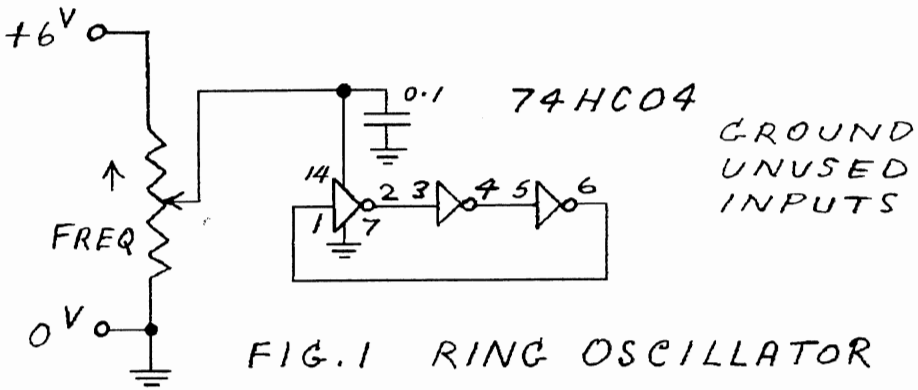 +6V
0.1
74HC04
GROUND
UNUSED
INPUTS
14
1
7
2
3
4
5
6
FREQ
0V
FIG.1 RING OSCILLATOR